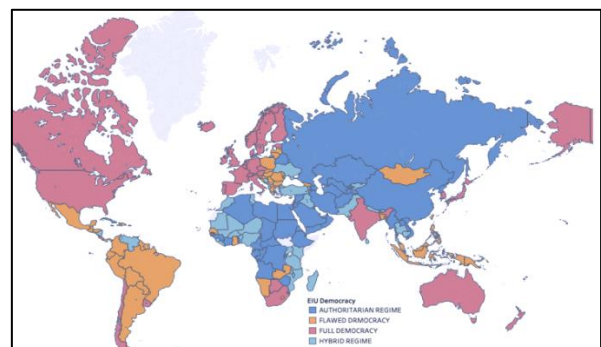 EIU Democracy
AUTHORITARIAN REGIME
FLAWED DRMOCRACY
FULL DEMOCRACY
HYBRID REGIME